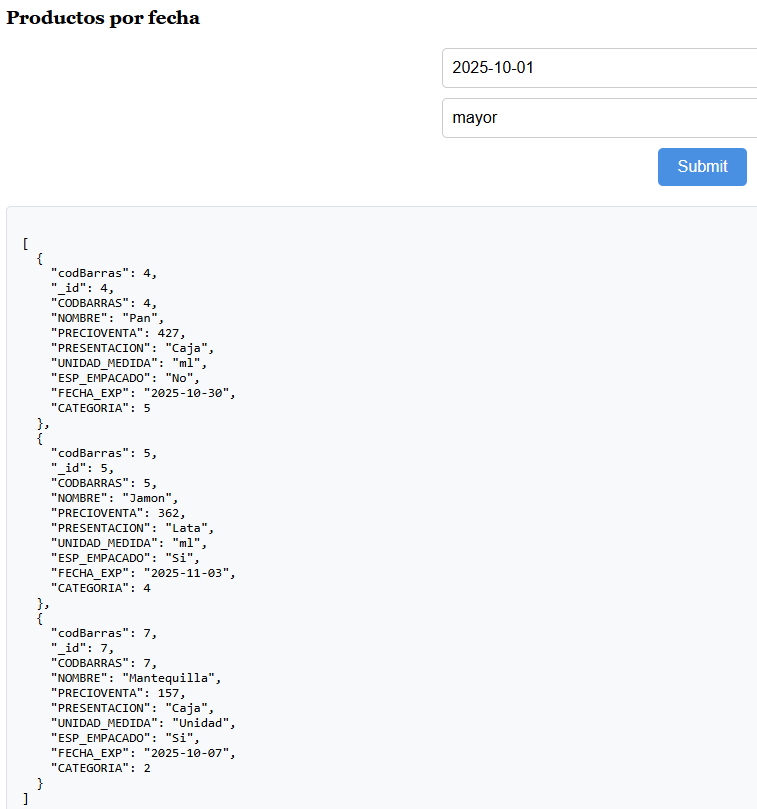 Productos por fecha
2025-10-01
mayor
Submit
[
  {
    "codBarras": 4,
    "_id": 4,
    "CODBARRAS": 4,
    "NOMBRE": "Pan",
    "PRECIOVENTA": 427,
    "PRESENTACION": "Caja",
    "UNIDAD_MEDIDA": "ml",
    "ESP_EMPACADO": "No",
    "FECHA_EXP": "2025-10-30",
    "CATEGORIA": 5
  },
  {
    "codBarras": 5,
    "_id": 5,
    "CODBARRAS": 5,
    "NOMBRE": "Jamon",
    "PRECIOVENTA": 362,
    "PRESENTACION": "Lata",
    "UNIDAD_MEDIDA": "ml",
    "ESP_EMPACADO": "Si",
    "FECHA_EXP": "2025-11-03",
    "CATEGORIA": 4
  },
  {
    "codBarras": 7,
    "_id": 7,
    "CODBARRAS": 7,
    "NOMBRE": "Mantequilla",
    "PRECIOVENTA": 157,
    "PRESENTACION": "Caja",
    "UNIDAD_MEDIDA": "Unidad",
    "ESP_EMPACADO": "Si",
    "FECHA_EXP": "2025-10-07",
    "CATEGORIA": 2
  }
]